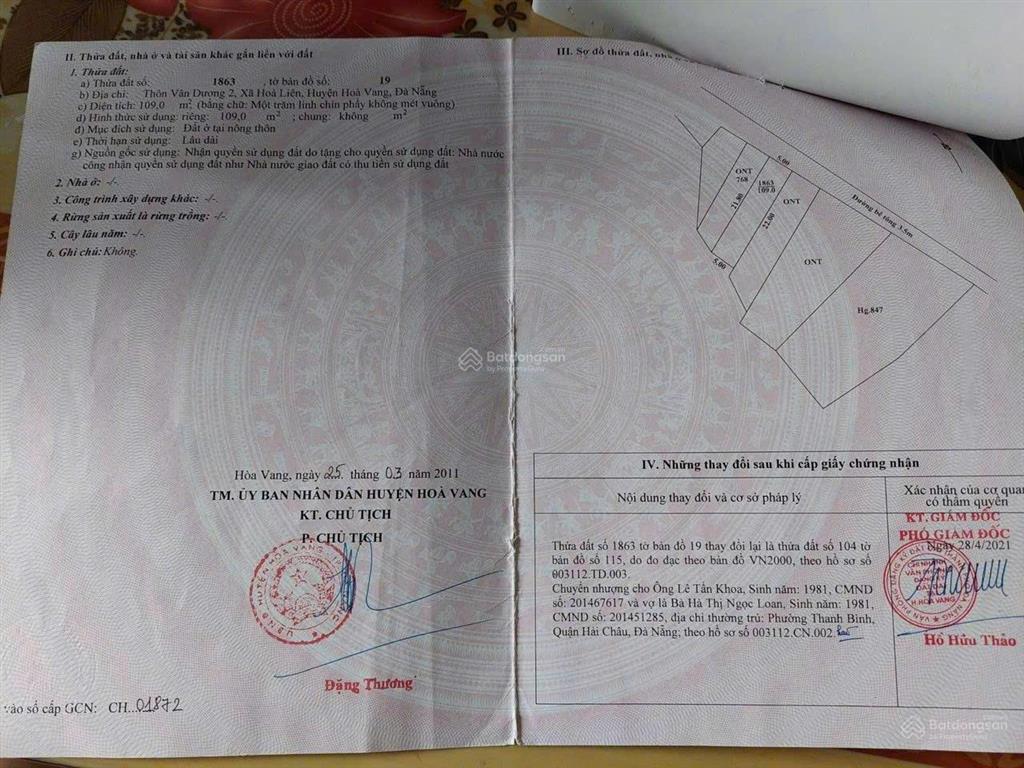 II. Thửa đất, nhà ở và tài sản khác gắn liền với đất
1. Thửa đất:
a) Thửa đất số: 1863 , tờ bản đồ số: 19
b) Địa chỉ: Thôn Vân Dương 2, Xã Hoà Liên, Huyện Hoà Vang, Đà Nẵng
c) Diện tích: 109,0 m² (bằng chữ: Một trăm linh chín phẩy không mét vuông)
d) Hình thức sử dụng: riêng: 109,0 m² ; chung: không m²
đ) Mục đích sử dụng: Đất ở tại nông thôn
e) Thời hạn sử dụng: Lâu dài
g) Nguồn gốc sử dụng: Nhận quyền sử dụng đất do tặng cho quyền sử dụng đất: Nhà nước
công nhận quyền sử dụng đất như Nhà nước giao đất có thu tiền sử dụng đất
2. Nhà ở: -/-
3. Công trình xây dựng khác: -/-
4. Rừng sản xuất là rừng trồng: -/-
5. Cây lâu năm: -/-
6. Ghi chú: Không.
Hòa Vang, ngày 25 tháng 03 năm 2011
TM. ỦY BAN NHÂN DÂN HUYỆN HOÀ VANG
KT. CHỦ TỊCH
P. CHỦ TỊCH
Đặng Thương
vào sổ cấp GCN: CH..01872
III. Sơ đồ thửa đất, nhà
5.00
ONT
768
1863
109.0
21.80
22.00
ONT
5.00
ONT
Đường bê tông 3.5m
Hg.847
Batdongsan
by PropertyGuru
IV. Những thay đổi sau khi cấp giấy chứng nhận
Nội dung thay đổi và cơ sở pháp lý
Xác nhận của cơ quan
có thẩm quyền
Thửa đất số 1863 tờ bản đồ 19 thay đổi lại là thửa đất số 104 tờ
bản đồ số 115, do đo đạc theo bản đồ VN2000, theo hồ sơ số
003112.TD.003.
Chuyển nhượng cho Ông Lê Tấn Khoa, Sinh năm: 1981, CMND
số: 201467617 và vợ là Bà Hà Thị Ngọc Loan, Sinh năm: 1981,
CMND số: 201451285, địa chỉ thường trú: Phường Thanh Bình,
Quận Hải Châu, Đà Nẵng; theo hồ sơ số 003112.CN.002
KT. GIÁM ĐỐC
PHÓ GIÁM ĐỐC
Ngày 28/4/2021
CHI NHÁNH
VĂN PHÒNG
H. HÒA VANG
Hồ Hữu Thảo
Batdongsan
by PropertyGuru